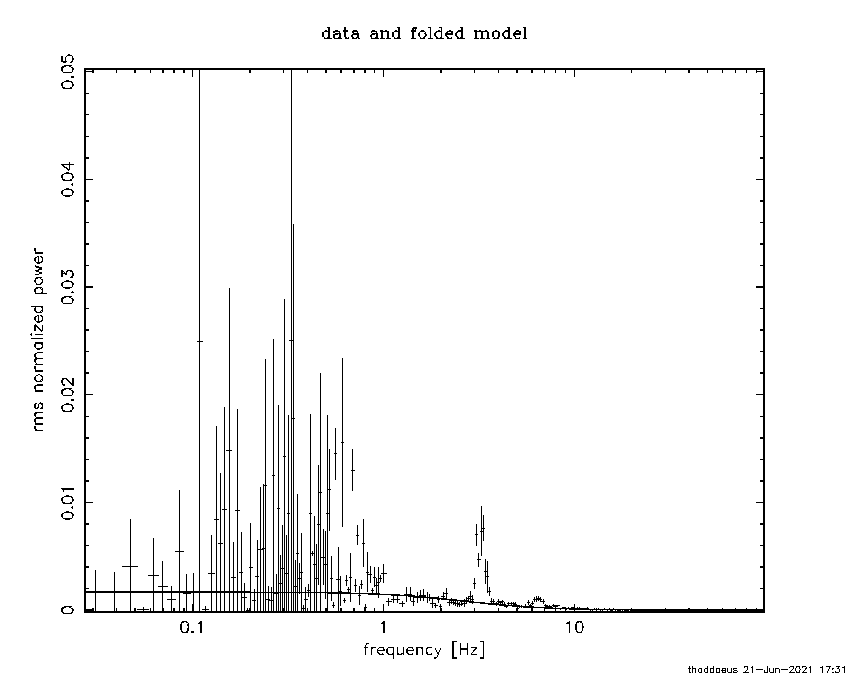 data and folded model
0.05
0.04
0.03
0.02
0.01
0
rms normalized power
0.1 1 10
frequency [Hz]
thaddaeus 21-Jun-2021 17:31